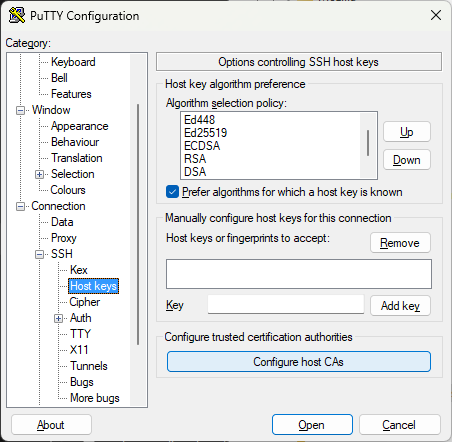 PuTTY Configuration
Category:
Keyboard
Bell
Features
Window
Appearance
Behaviour
Translation
Selection
Colours
Connection
Data
Proxy
SSH
Kex
Host keys
Cipher
Auth
TTY
X11
Tunnels
Bugs
More bugs
Options controlling SSH host keys
Host key algorithm preference
Algorithm selection policy:
Ed448
Ed25519
ECDSA
RSA
DSA
Up
Down
Prefer algorithms for which a host key is known
Manually configure host keys for this connection
Host keys or fingerprints to accept:
Remove
Key
Add key
Configure trusted certification authorities
Configure host CAs
About
Open
Cancel